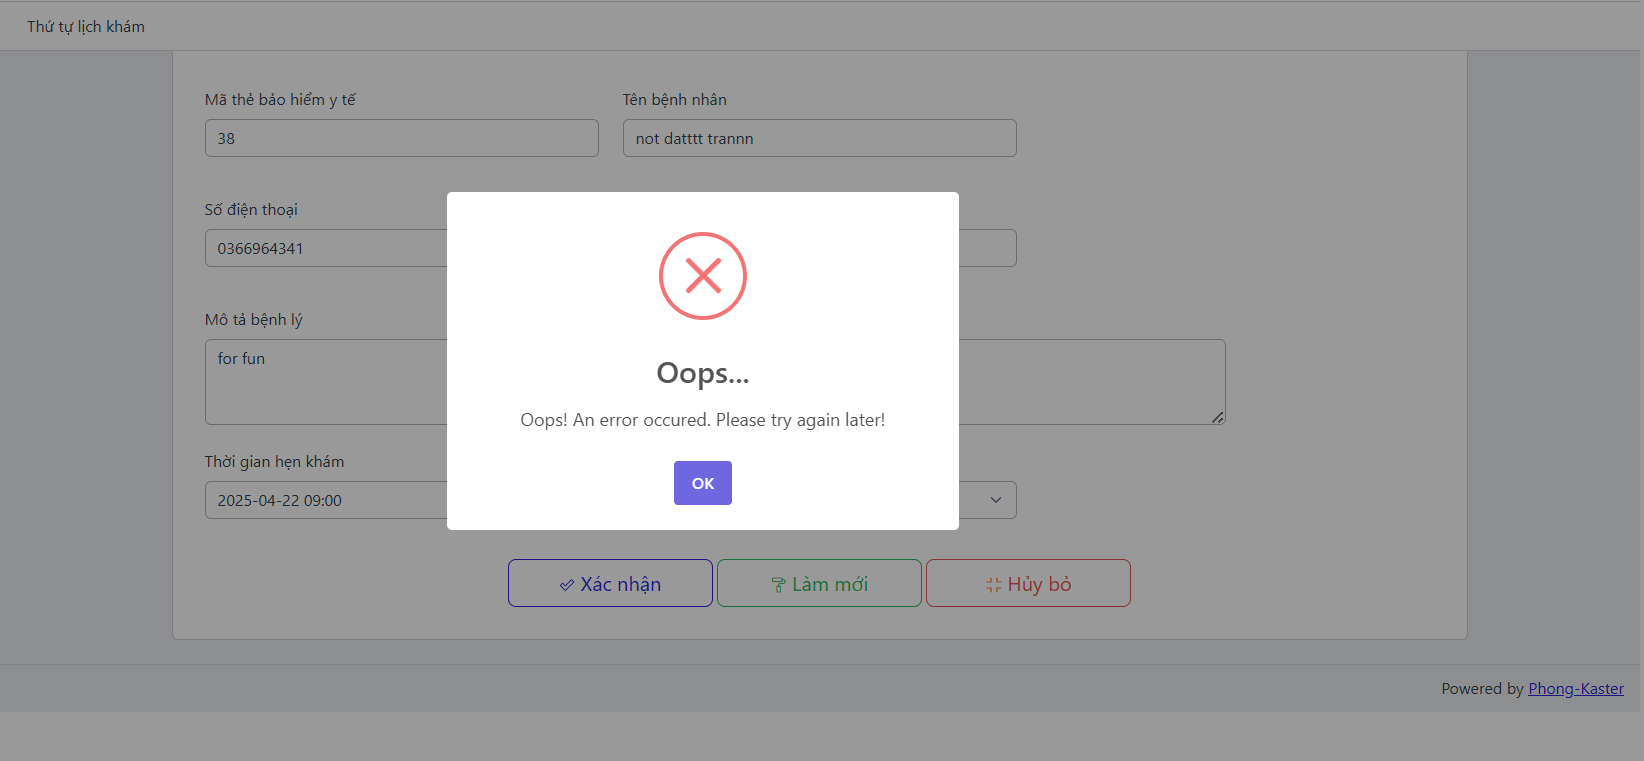 Thứ tự lịch khám
Mã thẻ bảo hiểm y tế
Tên bệnh nhân
38
not datttt trannn
Số điện thoại
0366964341
Mô tả bệnh lý
for fun
Oops...
Oops! An error occured. Please try again later!
OK
Thời gian hẹn khám
2025-04-22 09:00
Xác nhận
Làm mới
Hủy bỏ
Powered by Phong-Kaster